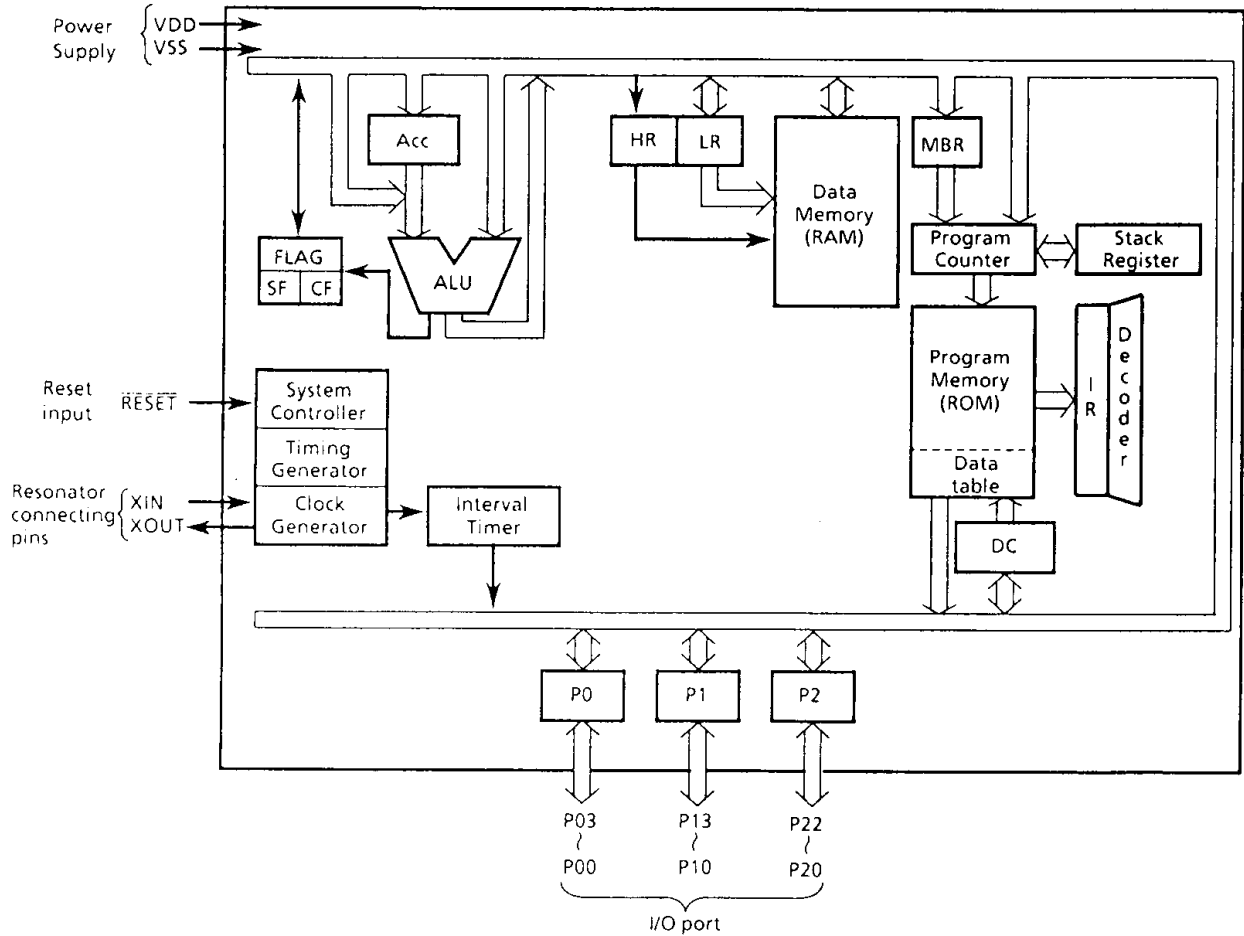 Power
Supply
VDD
VSS
Acc
HR
LR
MBR
Data
Memory
(RAM)
Program
Counter
Stack
Register
FLAG
SF
CF
ALU
Program
Memory
(ROM)
Data
table
I
R
Decoder
Reset
input
RESET
System
Controller
Timing
Generator
Clock
Generator
Resonator
connecting
pins
XIN
XOUT
Interval
Timer
DC
P0
P1
P2
P03
~
P00
P13
~
P10
P22
~
P20
I/O port